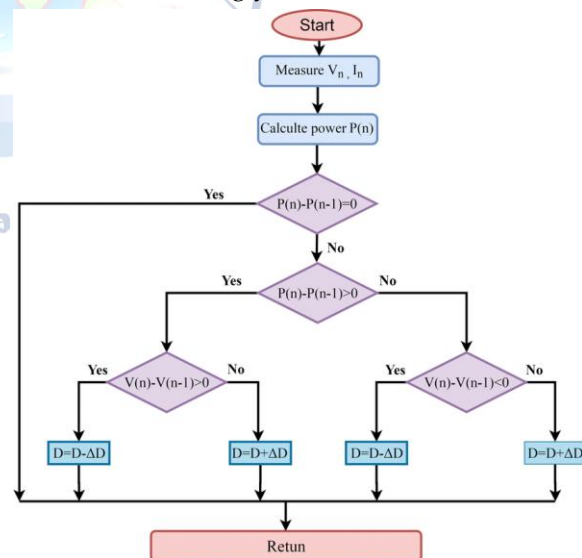 Start
Measure Vn , In
Calculte power P(n)
Yes
P(n)-P(n-1)=0
No
Yes
P(n)-P(n-1)>0
No
Yes
V(n)-V(n-1)>0
No
Yes
V(n)-V(n-1)<0
No
D=D-ΔD
D=D+ΔD
D=D-ΔD
D=D+ΔD
Retun